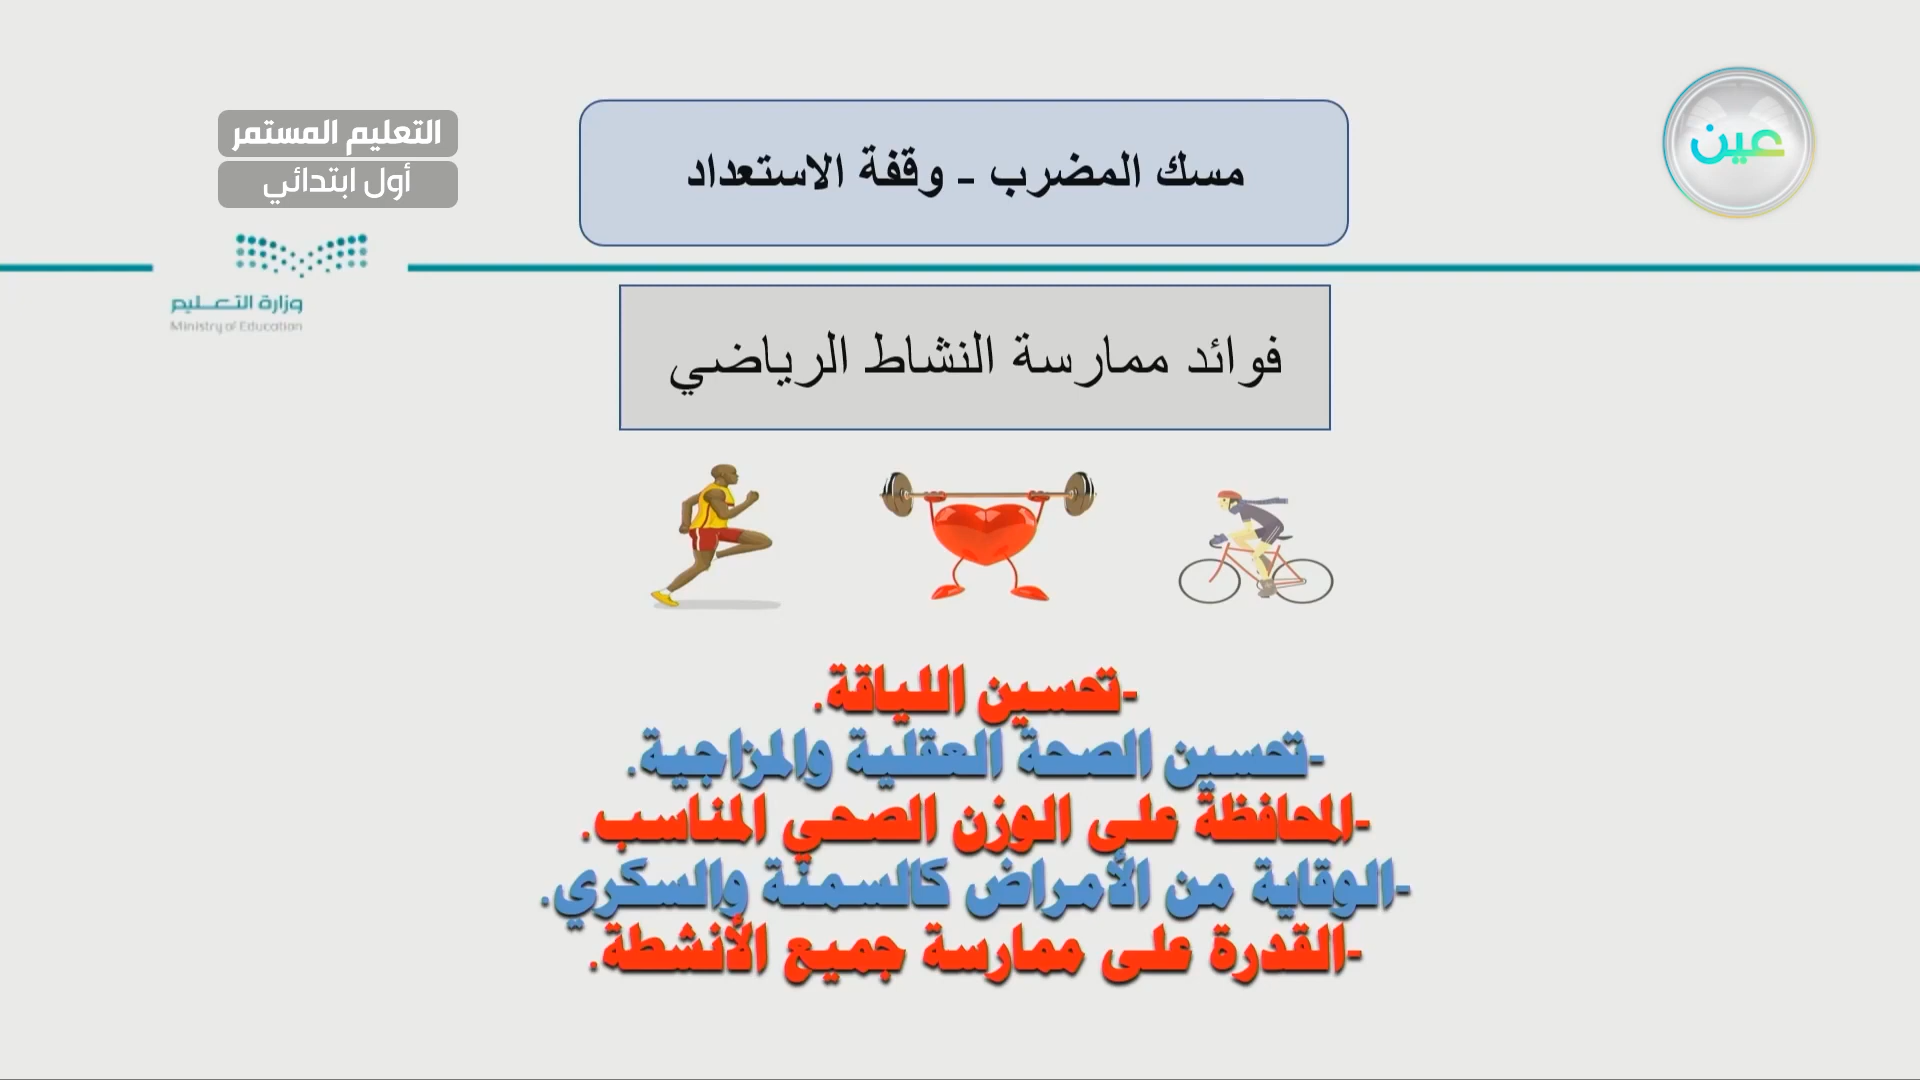 عين
التعليم المستمر
أول ابتدائي
مسك المضرب - وقفة الاستعداد
وزارة التعليم
Ministry of Education
فوائد ممارسة النشاط الرياضي
-تحسين اللياقة.
-تحسين الصحة العقلية والمزاجية.
-المحافظة على الوزن الصحي المناسب.
-الوقاية من الأمراض كالسمنة والسكري.
-القدرة على ممارسة جميع الأنشطة.